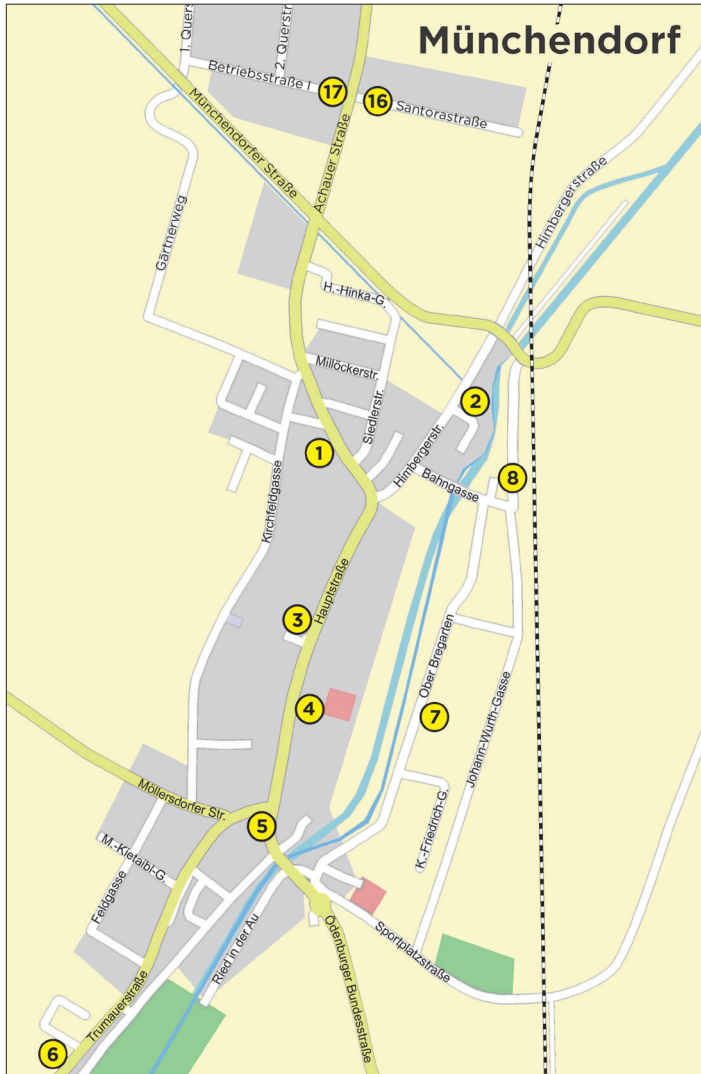 Münchendorf
1. Quers
2. Querstr
Betriebsstraße I
17
16
Santorastraße
Münchendorfer Straße
Achauer Straße
Himbergerstraße
Gärtnerweg
H.-Hinka-G.
Millöckerstr.
Siedlerstr.
2
1
Himbergerstr.
Bahngasse
8
Kirchfeldgasse
Hauptstraße
3
Ober Bregarten
4
7
Johann-Wurth-Gasse
Möllersdorfer Str.
5
K.-Friedrich-G.
M.-Kietaibl-G.
Feldgasse
Ried in der Au
Sportplatzstraße
Ödenburger Bundesstraße
Trumauerstraße
6